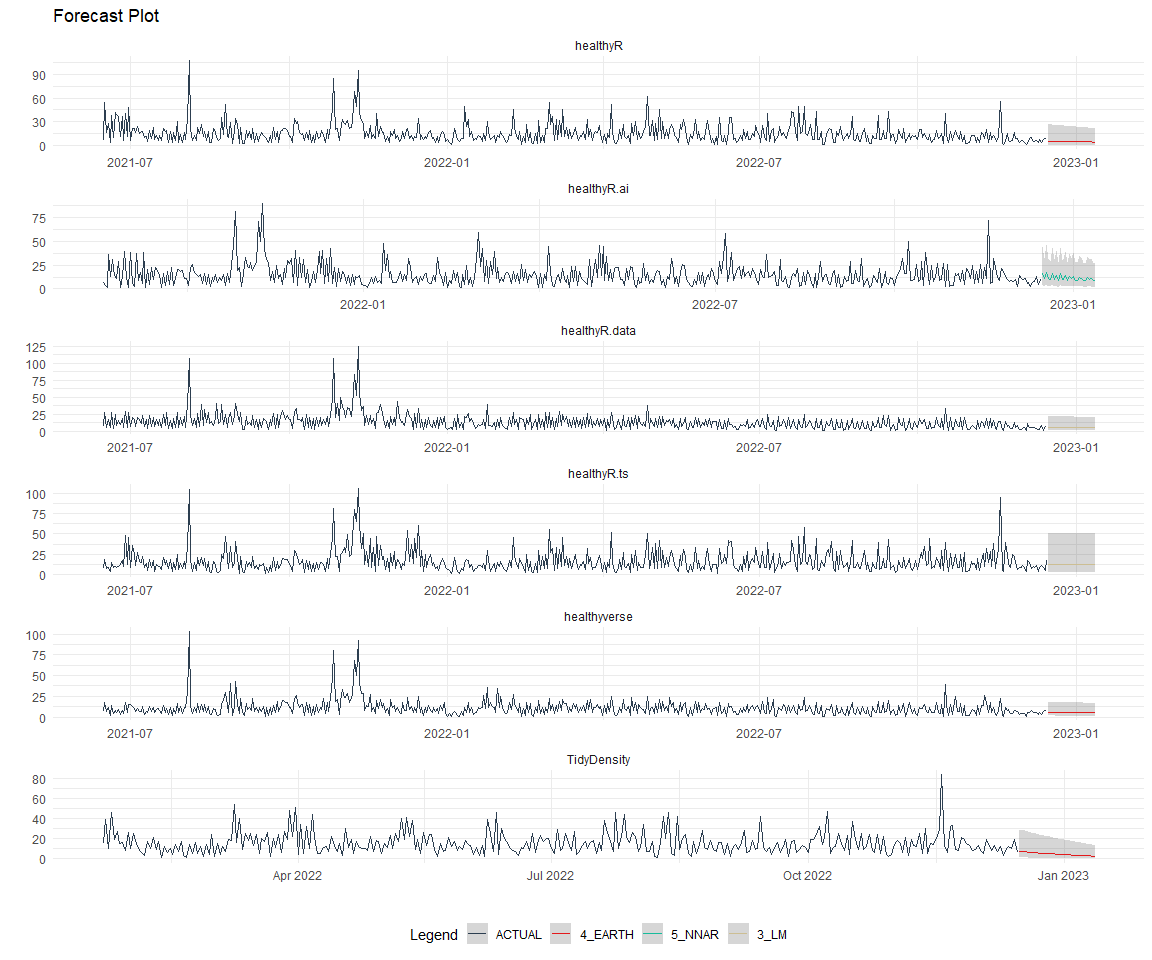 Forecast Plot
healthyR
90
60
30
0
2021-07 2022-01 2022-07 2023-01
healthyR.ai
75
50
25
0
2022-01 2022-07 2023-01
healthyR.data
125
100
75
50
25
0
2021-07 2022-01 2022-07 2023-01
healthyR.ts
100
75
50
25
0
2021-07 2022-01 2022-07 2023-01
healthyverse
100
75
50
25
0
2021-07 2022-01 2022-07 2023-01
TidyDensity
80
60
40
20
0
Apr 2022 Jul 2022 Oct 2022 Jan 2023
Legend ACTUAL 4_EARTH 5_NNAR 3_LM